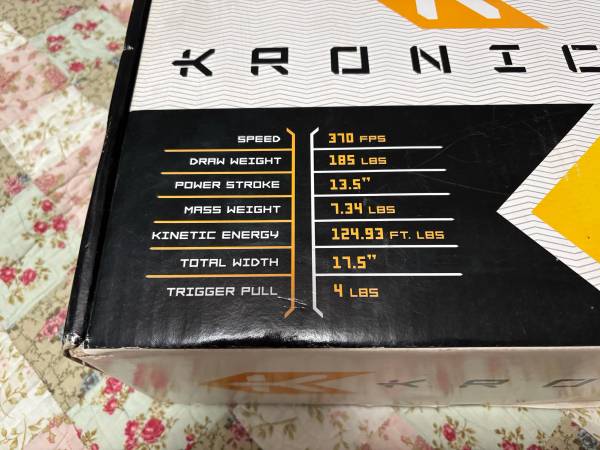 KRONIC
SPEED 370 FPS
DRAW WEIGHT 185 LBS
POWER STROKE 13.5”
MASS WEIGHT 7.34 LBS
KINETIC ENERGY 124.93 FT. LBS
TOTAL WIDTH 17.5”
TRIGGER PULL 4 LBS
KRO